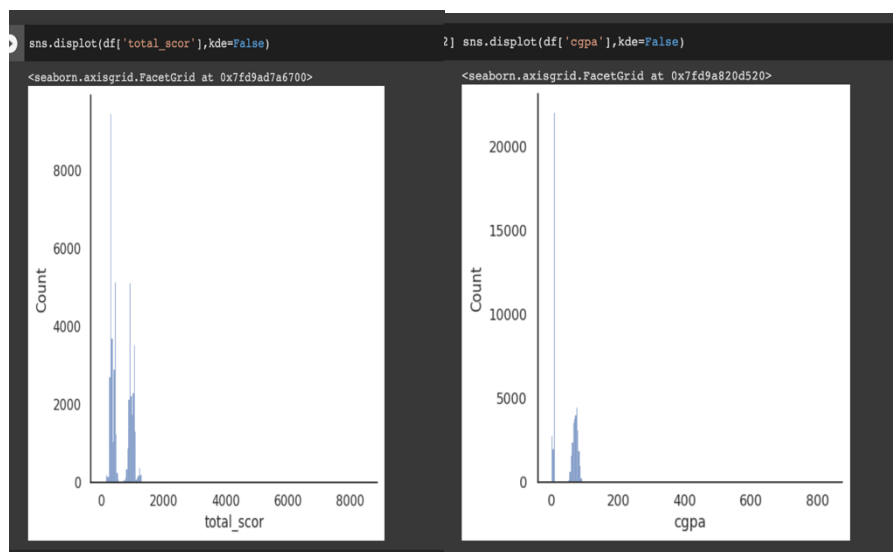 sns.displot(df['total_scor'],kde=False)
<seaborn.axisgrid.FacetGrid at 0x7fd9ad7a6700>
8000
6000
4000
2000
0
Count
0 2000 4000 6000 8000
total_scor
2] sns.displot(df['cgpa'],kde=False)
<seaborn.axisgrid.FacetGrid at 0x7fd9a820d520>
20000
15000
10000
5000
0
Count
0 200 400 600 800
cgpa